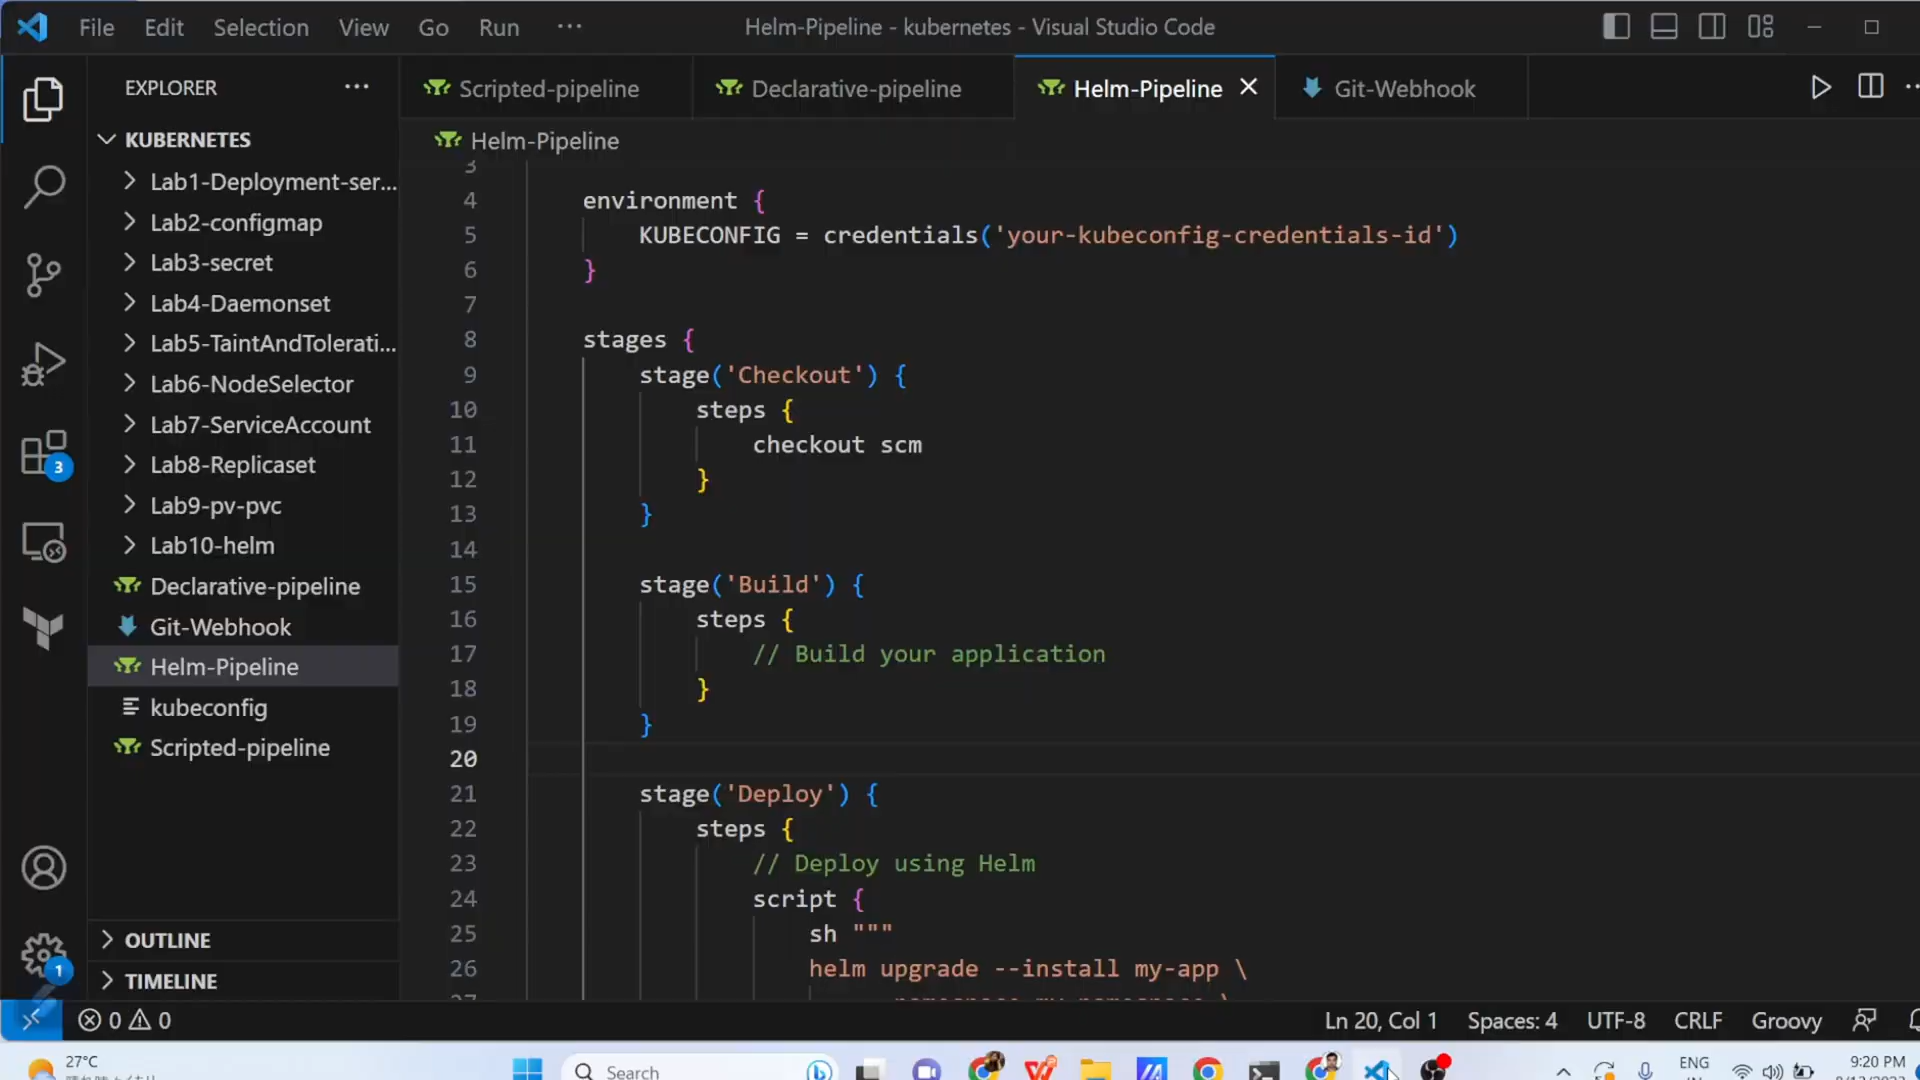 File Edit Selection View Go Run ··· Helm-Pipeline - kubernetes - Visual Studio Code
EXPLORER ···
Scripted-pipeline Declarative-pipeline Helm-Pipeline Git-Webhook
KUBERNETES
Lab1-Deployment-ser...
Lab2-configmap
Lab3-secret
Lab4-Daemonset
Lab5-TaintAndTolerati...
Lab6-NodeSelector
Lab7-ServiceAccount
Lab8-Replicaset
Lab9-pv-pvc
Lab10-helm
Declarative-pipeline
Git-Webhook
Helm-Pipeline
kubeconfig
Scripted-pipeline
OUTLINE
TIMELINE
3
1
Helm-Pipeline
3
4 environment {
5 KUBECONFIG = credentials('your-kubeconfig-credentials-id')
6 }
7
8 stages {
9 stage('Checkout') {
10 steps {
11 checkout scm
12 }
13 }
14
15 stage('Build') {
16 steps {
17 // Build your application
18 }
19 }
20
21 stage('Deploy') {
22 steps {
23 // Deploy using Helm
24 script {
25 sh """
26 helm upgrade --install my-app \
0 0 Ln 20, Col 1 Spaces: 4 UTF-8 CRLF Groovy
27°C
Search
ENG
9:20 PM